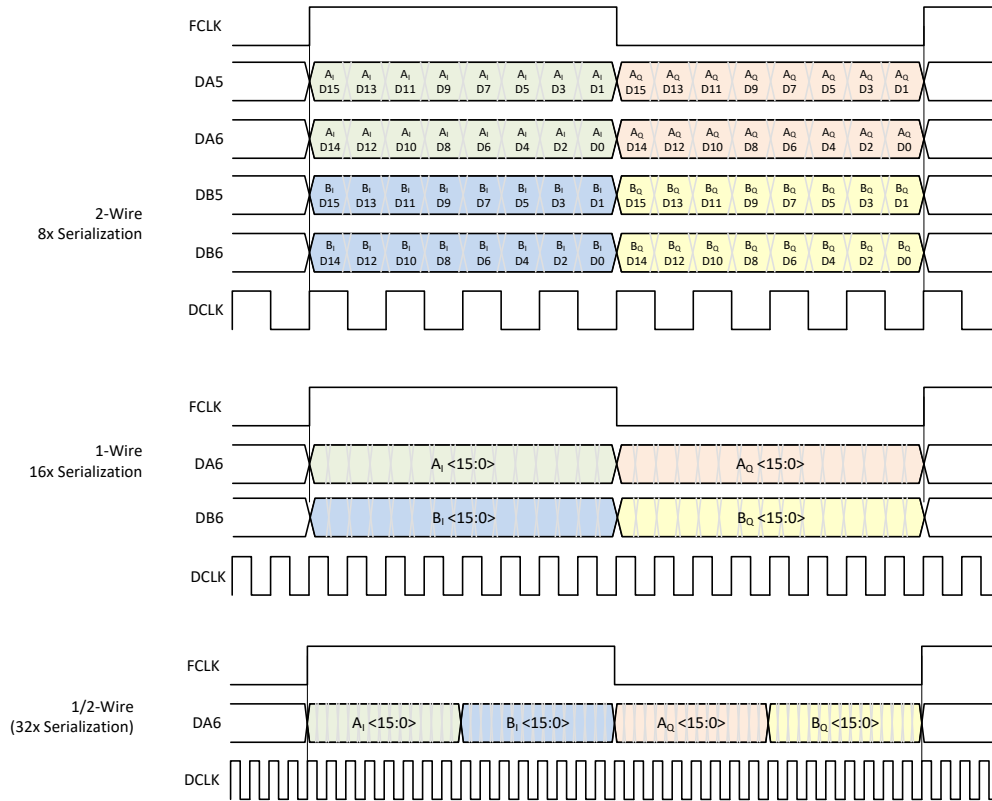 FCLK
DA5
A_I A_I A_I A_I A_I A_I A_I A_I A_Q A_Q A_Q A_Q A_Q A_Q A_Q A_Q
D15 D13 D11 D9 D7 D5 D3 D1 D15 D13 D11 D9 D7 D5 D3 D1
DA6
A_I A_I A_I A_I A_I A_I A_I A_I A_Q A_Q A_Q A_Q A_Q A_Q A_Q A_Q
D14 D12 D10 D8 D6 D4 D2 D0 D14 D12 D10 D8 D6 D4 D2 D0
2-Wire
8x Serialization
DB5
B_I B_I B_I B_I B_I B_I B_I B_I B_Q B_Q B_Q B_Q B_Q B_Q B_Q B_Q
D15 D13 D11 D9 D7 D5 D3 D1 D15 D13 D11 D9 D7 D5 D3 D1
DB6
B_I B_I B_I B_I B_I B_I B_I B_I B_Q B_Q B_Q B_Q B_Q B_Q B_Q B_Q
D14 D12 D10 D8 D6 D4 D2 D0 D14 D12 D10 D8 D6 D4 D2 D0
DCLK
FCLK
1-Wire
16x Serialization
DA6 A_I <15:0> A_Q <15:0>
DB6 B_I <15:0> B_Q <15:0>
DCLK
FCLK
1/2-Wire
(32x Serialization)
DA6 A_I <15:0> B_I <15:0> A_Q <15:0> B_Q <15:0>
DCLK